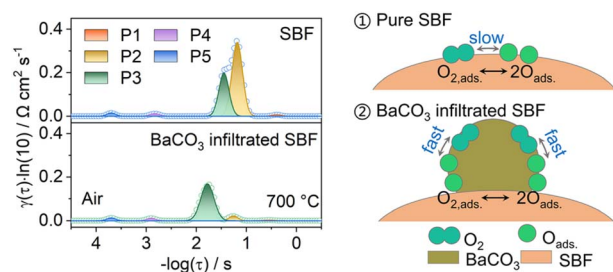 P1
P2
P3
P4
P5
SBF
BaCO₃ infiltrated SBF
Air
700 °C
γ(τ)·ln(10) / Ω cm² s⁻¹
0.4
0.2
0.0
0.4
0.2
0.0
4
3
2
1
0
-log(τ) / s
① Pure SBF
slow
O₂,ads. ↔ 2Oads.
② BaCO₃ infiltrated SBF
fast
fast
O₂,ads. ↔ 2Oads.
O₂
Oads.
BaCO₃
SBF